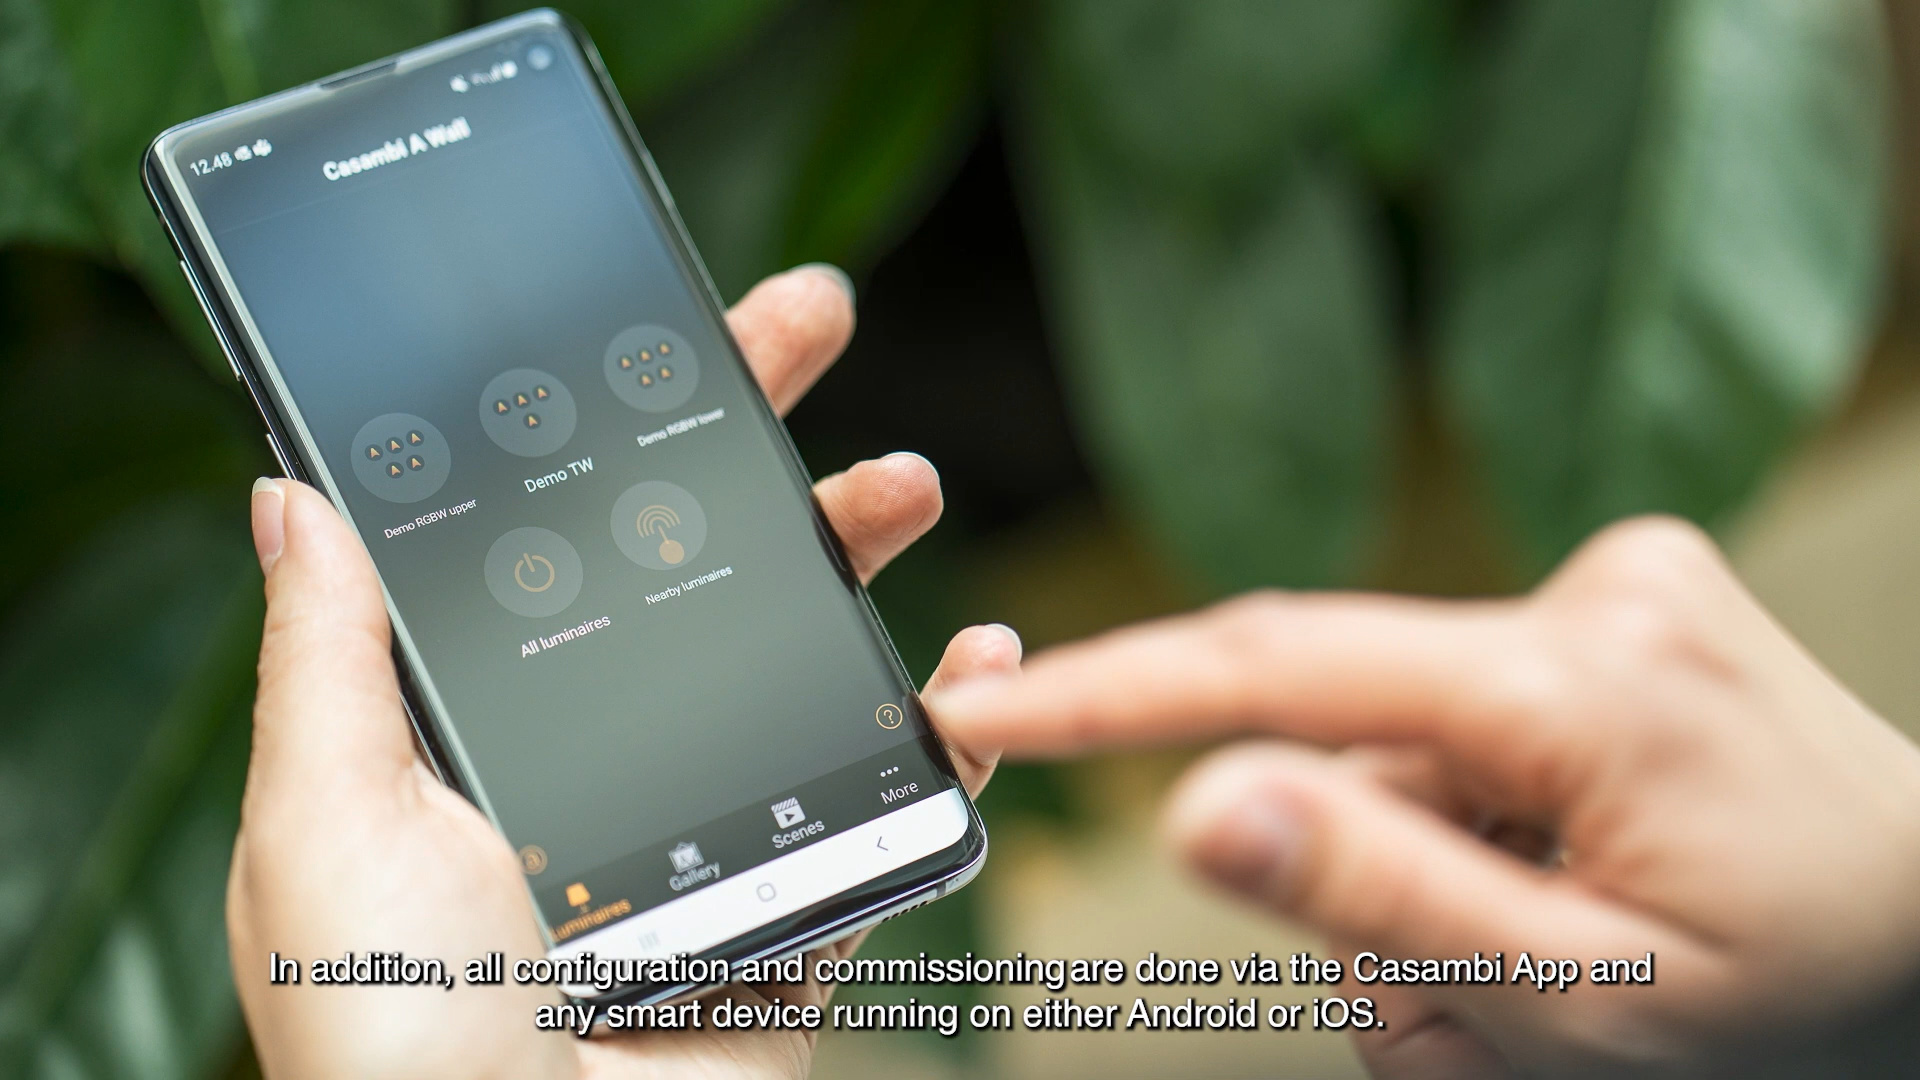 12.48
Casambi A Wall
Demo RGBW upper
Demo TW
Demo RGBW lower
All luminaires
Nearby luminaires
?
Luminaires
Gallery
Scenes
More
In addition, all configuration and commissioning are done via the Casambi App and
any smart device running on either Android or iOS.